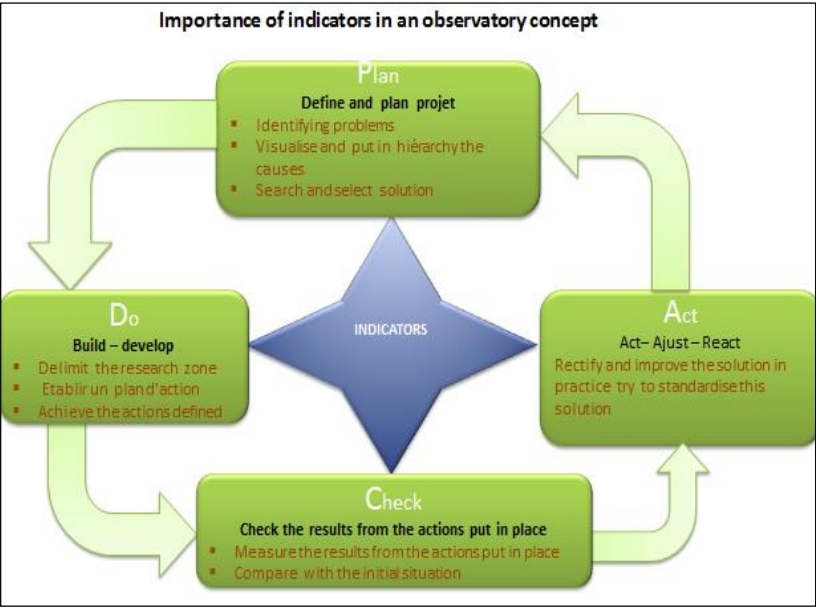 Importance of indicators in an observatory concept
Plan
Define and plan projet
▪ Identifying problems
▪ Visualise and put in hiérarchy the
causes
▪ Search and select solution
Do
Build – develop
▪ Delimit the research zone
▪ Etablir un plan d'action
▪ Achieve the actions defined
INDICATORS
Act
Act– Ajust – React
Rectify and improve the solution in
practice try to standardise this
solution
Check
Check the results from the actions put in place
▪ Measure the results from the actions put in place
▪ Compare with the initial situation